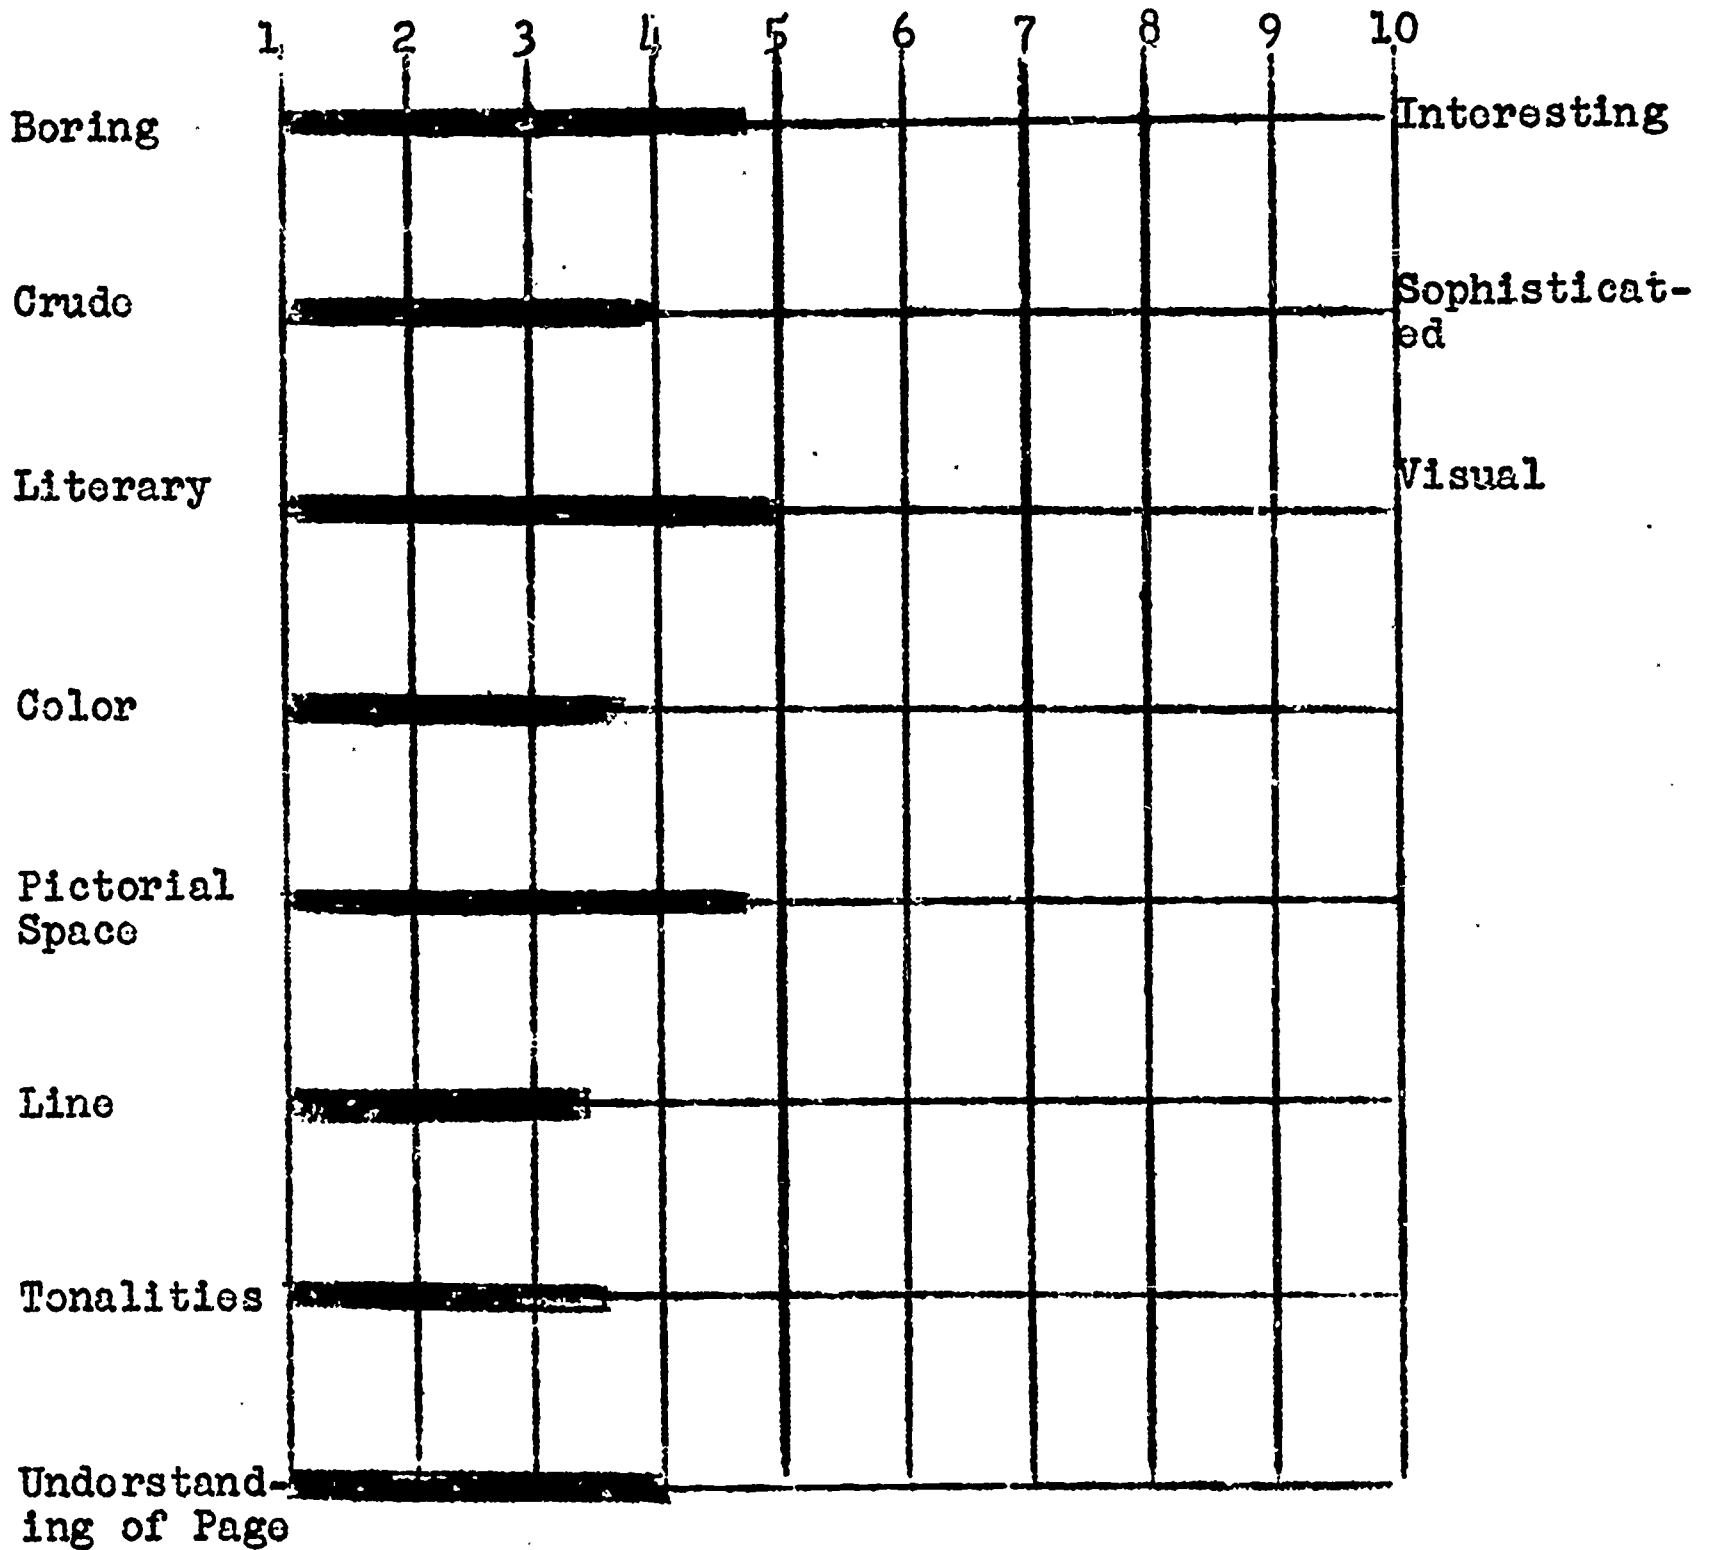 1 2 3 4 5 6 7 8 9 10
Boring Interesting
Crude Sophisticat-
ed
Literary Visual
Color
Pictorial
Space
Line
Tonalities
Understand-
ing of Page